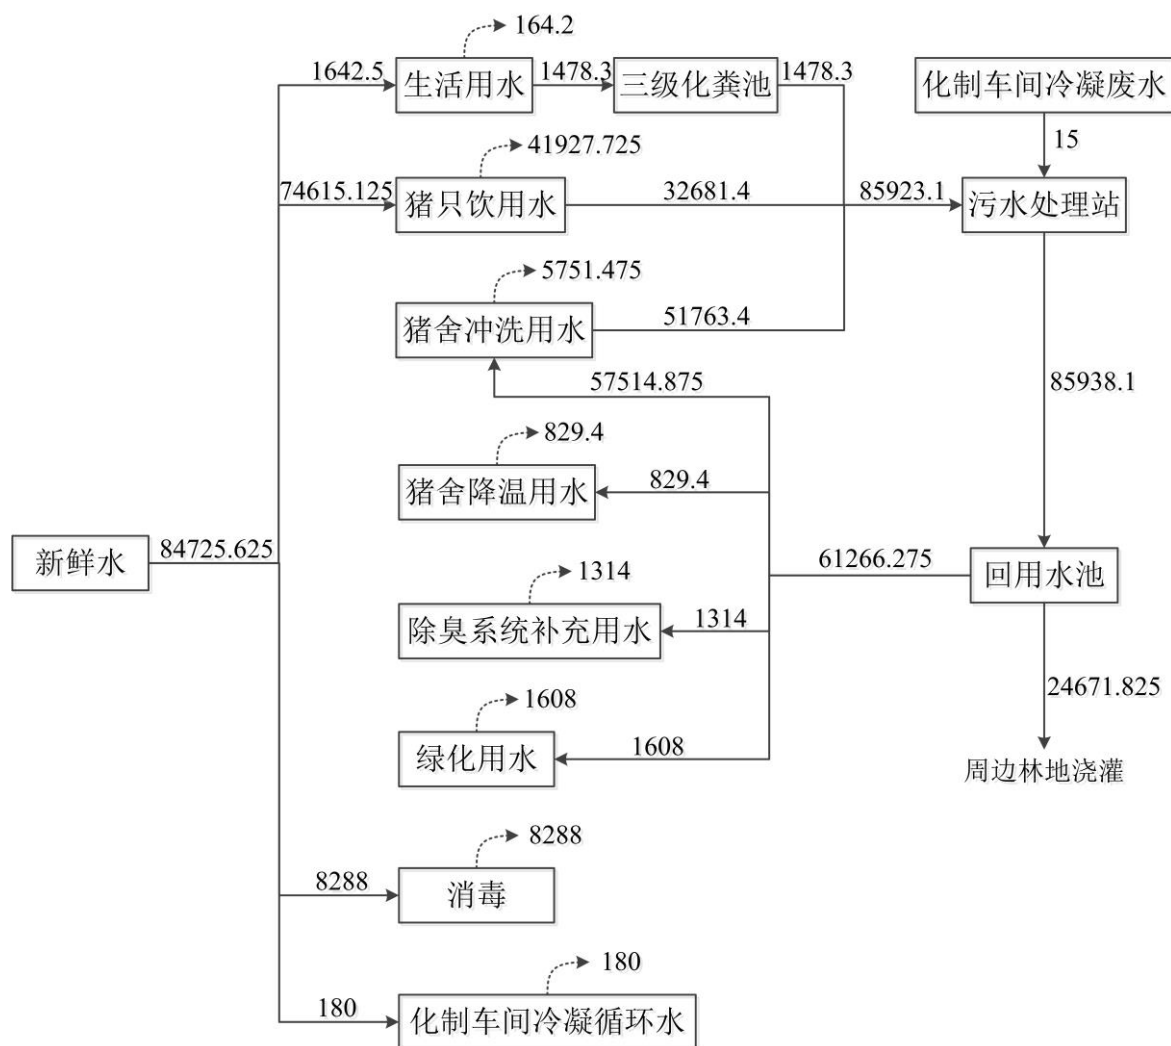 164.2
1642.5
生活用水
1478.3
三级化粪池
1478.3
化制车间冷凝废水
15
41927.725
74615.125
猪只饮用水
32681.4
85923.1
污水处理站
5751.475
猪舍冲洗用水
51763.4
57514.875
85938.1
829.4
猪舍降温用水
829.4
新鲜水
84725.625
61266.275
回用水池
1314
除臭系统补充用水
1314
24671.825
1608
绿化用水
1608
周边林地浇灌
8288
8288
消毒
180
180
化制车间冷凝循环水